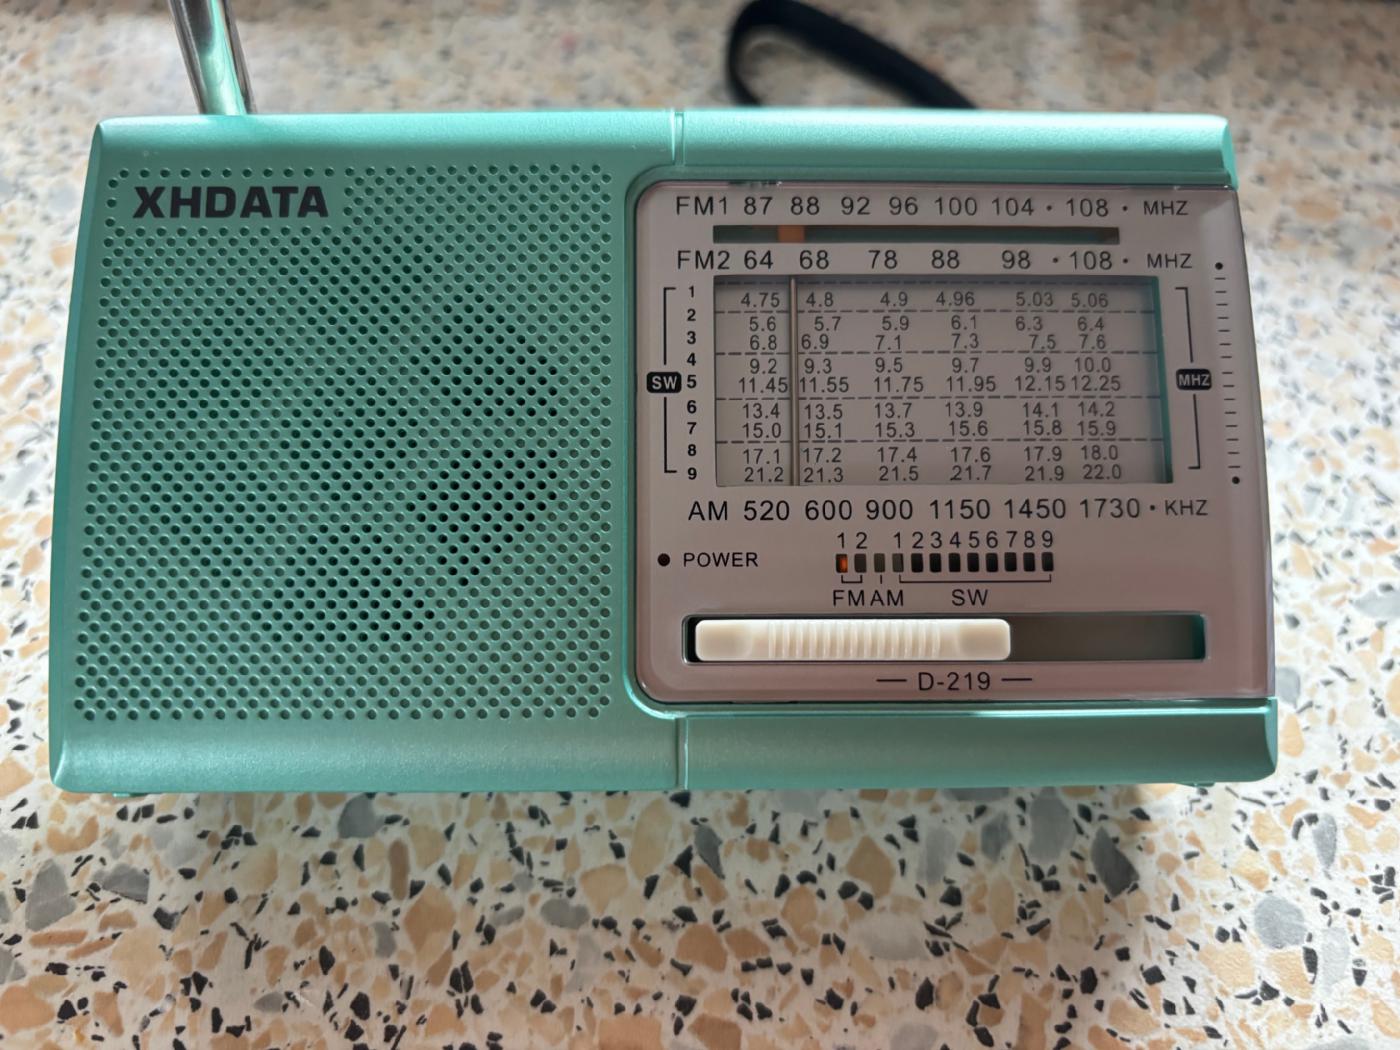 XHDATA
FM1 87 88 92 96 100 104 · 108 · MHZ
FM2 64 68 78 88 98 · 108 · MHZ
1 4.75 4.8 4.9 4.96 5.03 5.06
2 5.6 5.7 5.9 6.1 6.3 6.4
3 6.8 6.9 7.1 7.3 7.5 7.6
4 9.2 9.3 9.5 9.7 9.9 10.0
SW 5 11.45 11.55 11.75 11.95 12.15 12.25 MHZ
6 13.4 13.5 13.7 13.9 14.1 14.2
7 15.0 15.1 15.3 15.6 15.8 15.9
8 17.1 17.2 17.4 17.6 17.9 18.0
9 21.2 21.3 21.5 21.7 21.9 22.0
AM 520 600 900 1150 1450 1730 · KHZ
1 2 1 2 3 4 5 6 7 8 9
POWER
FM AM SW
D-219